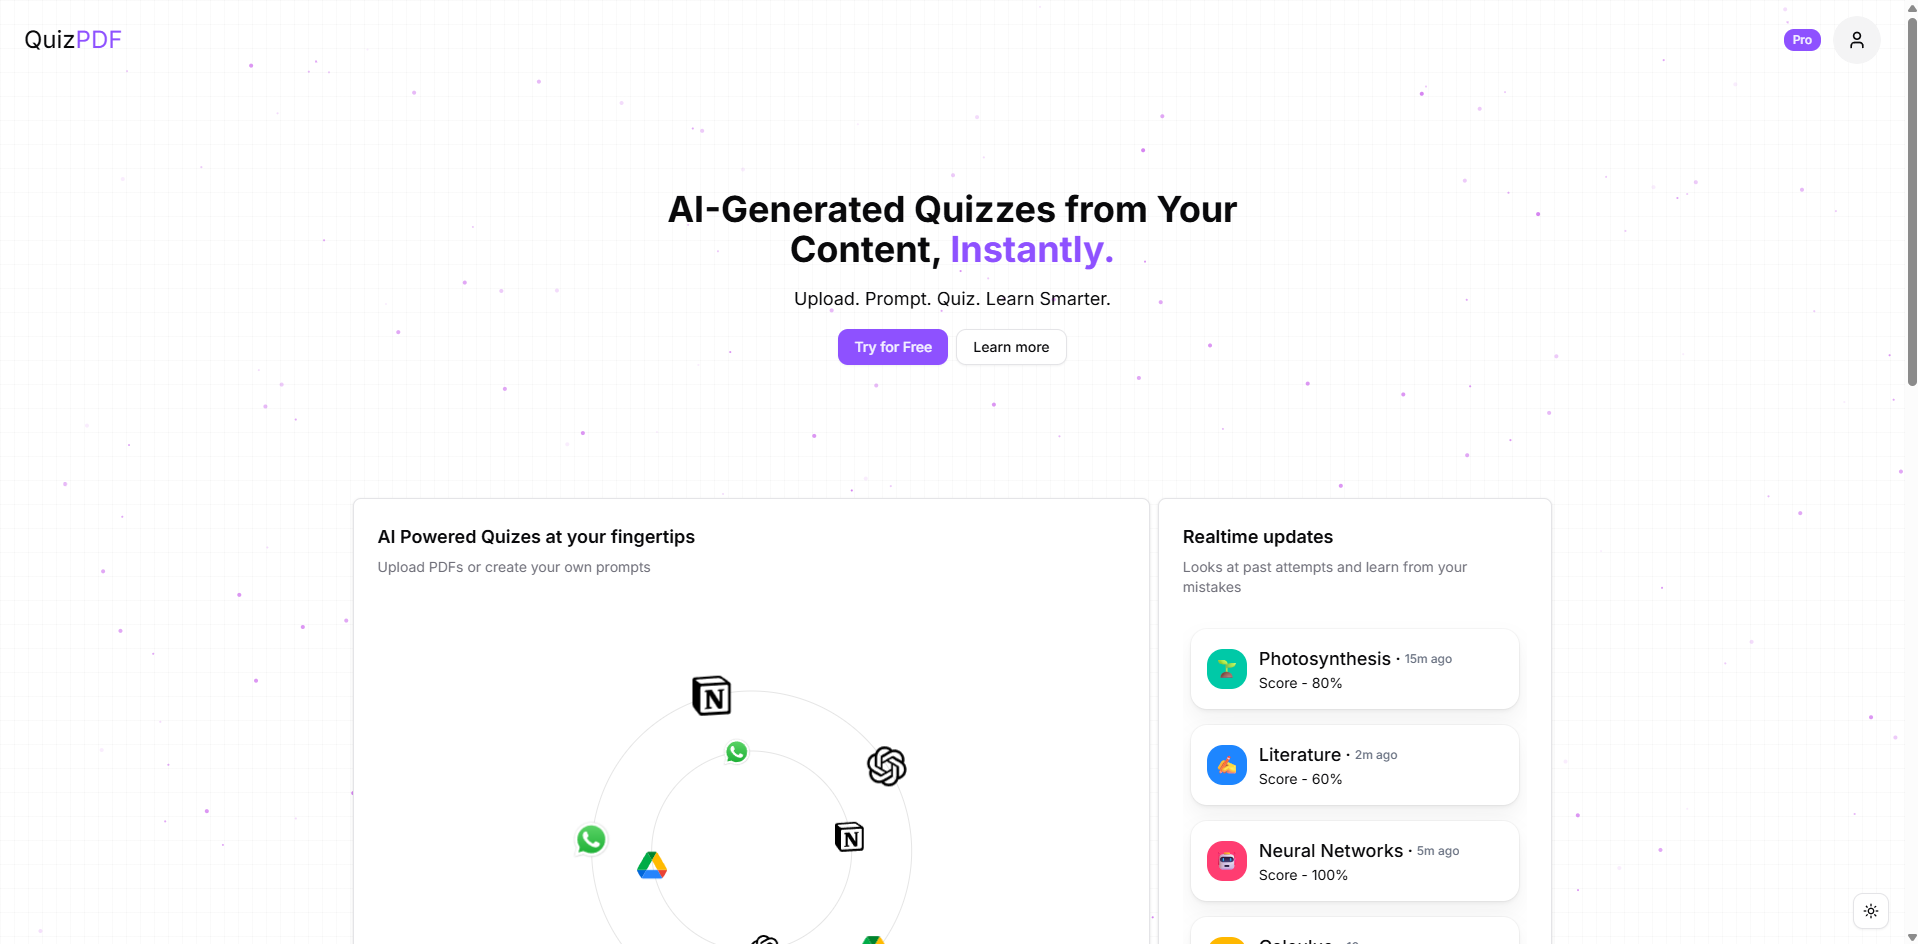 QuizPDF
Pro
AI-Generated Quizzes from Your
Content, Instantly.
Upload. Prompt. Quiz. Learn Smarter.
Try for Free
Learn more
AI Powered Quizes at your fingertips
Upload PDFs or create your own prompts
Realtime updates
Looks at past attempts and learn from your
mistakes
Photosynthesis · 15m ago
Score - 80%
Literature · 2m ago
Score - 60%
Neural Networks · 5m ago
Score - 100%